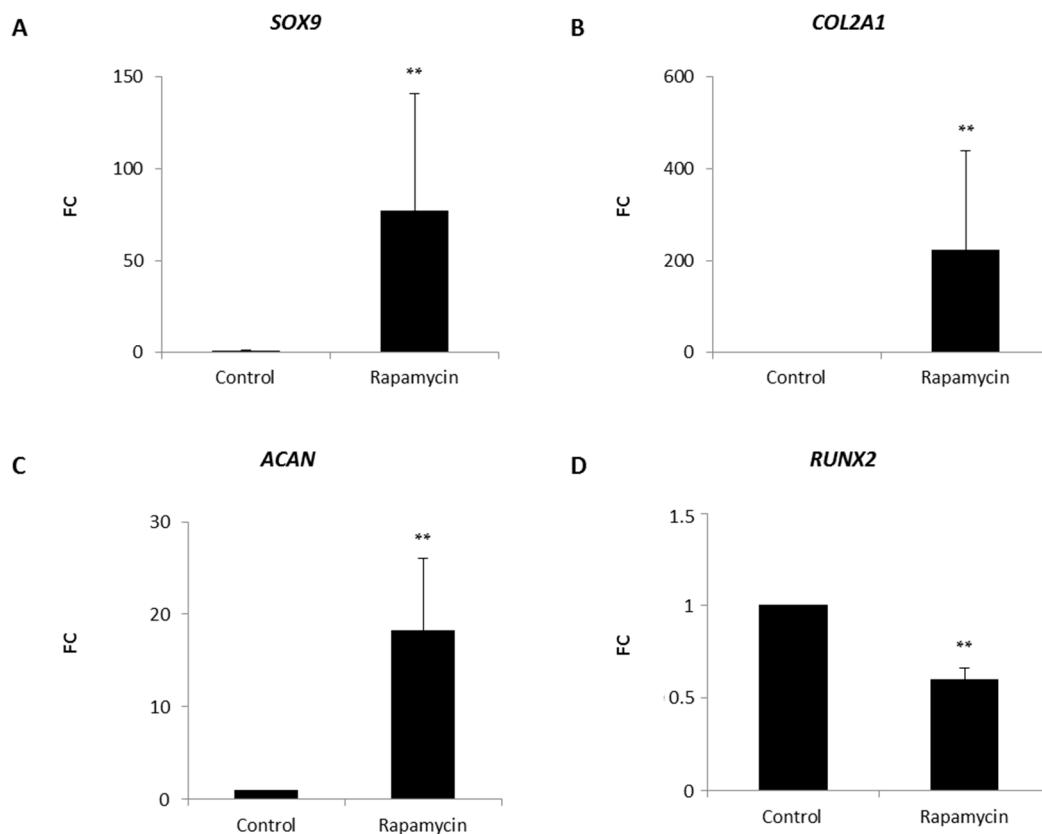 A
SOX9
150
100
50
0
FC
**
Control
Rapamycin
B
COL2A1
600
400
200
0
FC
**
Control
Rapamycin
C
ACAN
30
20
10
0
FC
**
Control
Rapamycin
D
RUNX2
1.5
1
0.5
0
FC
**
Control
Rapamycin